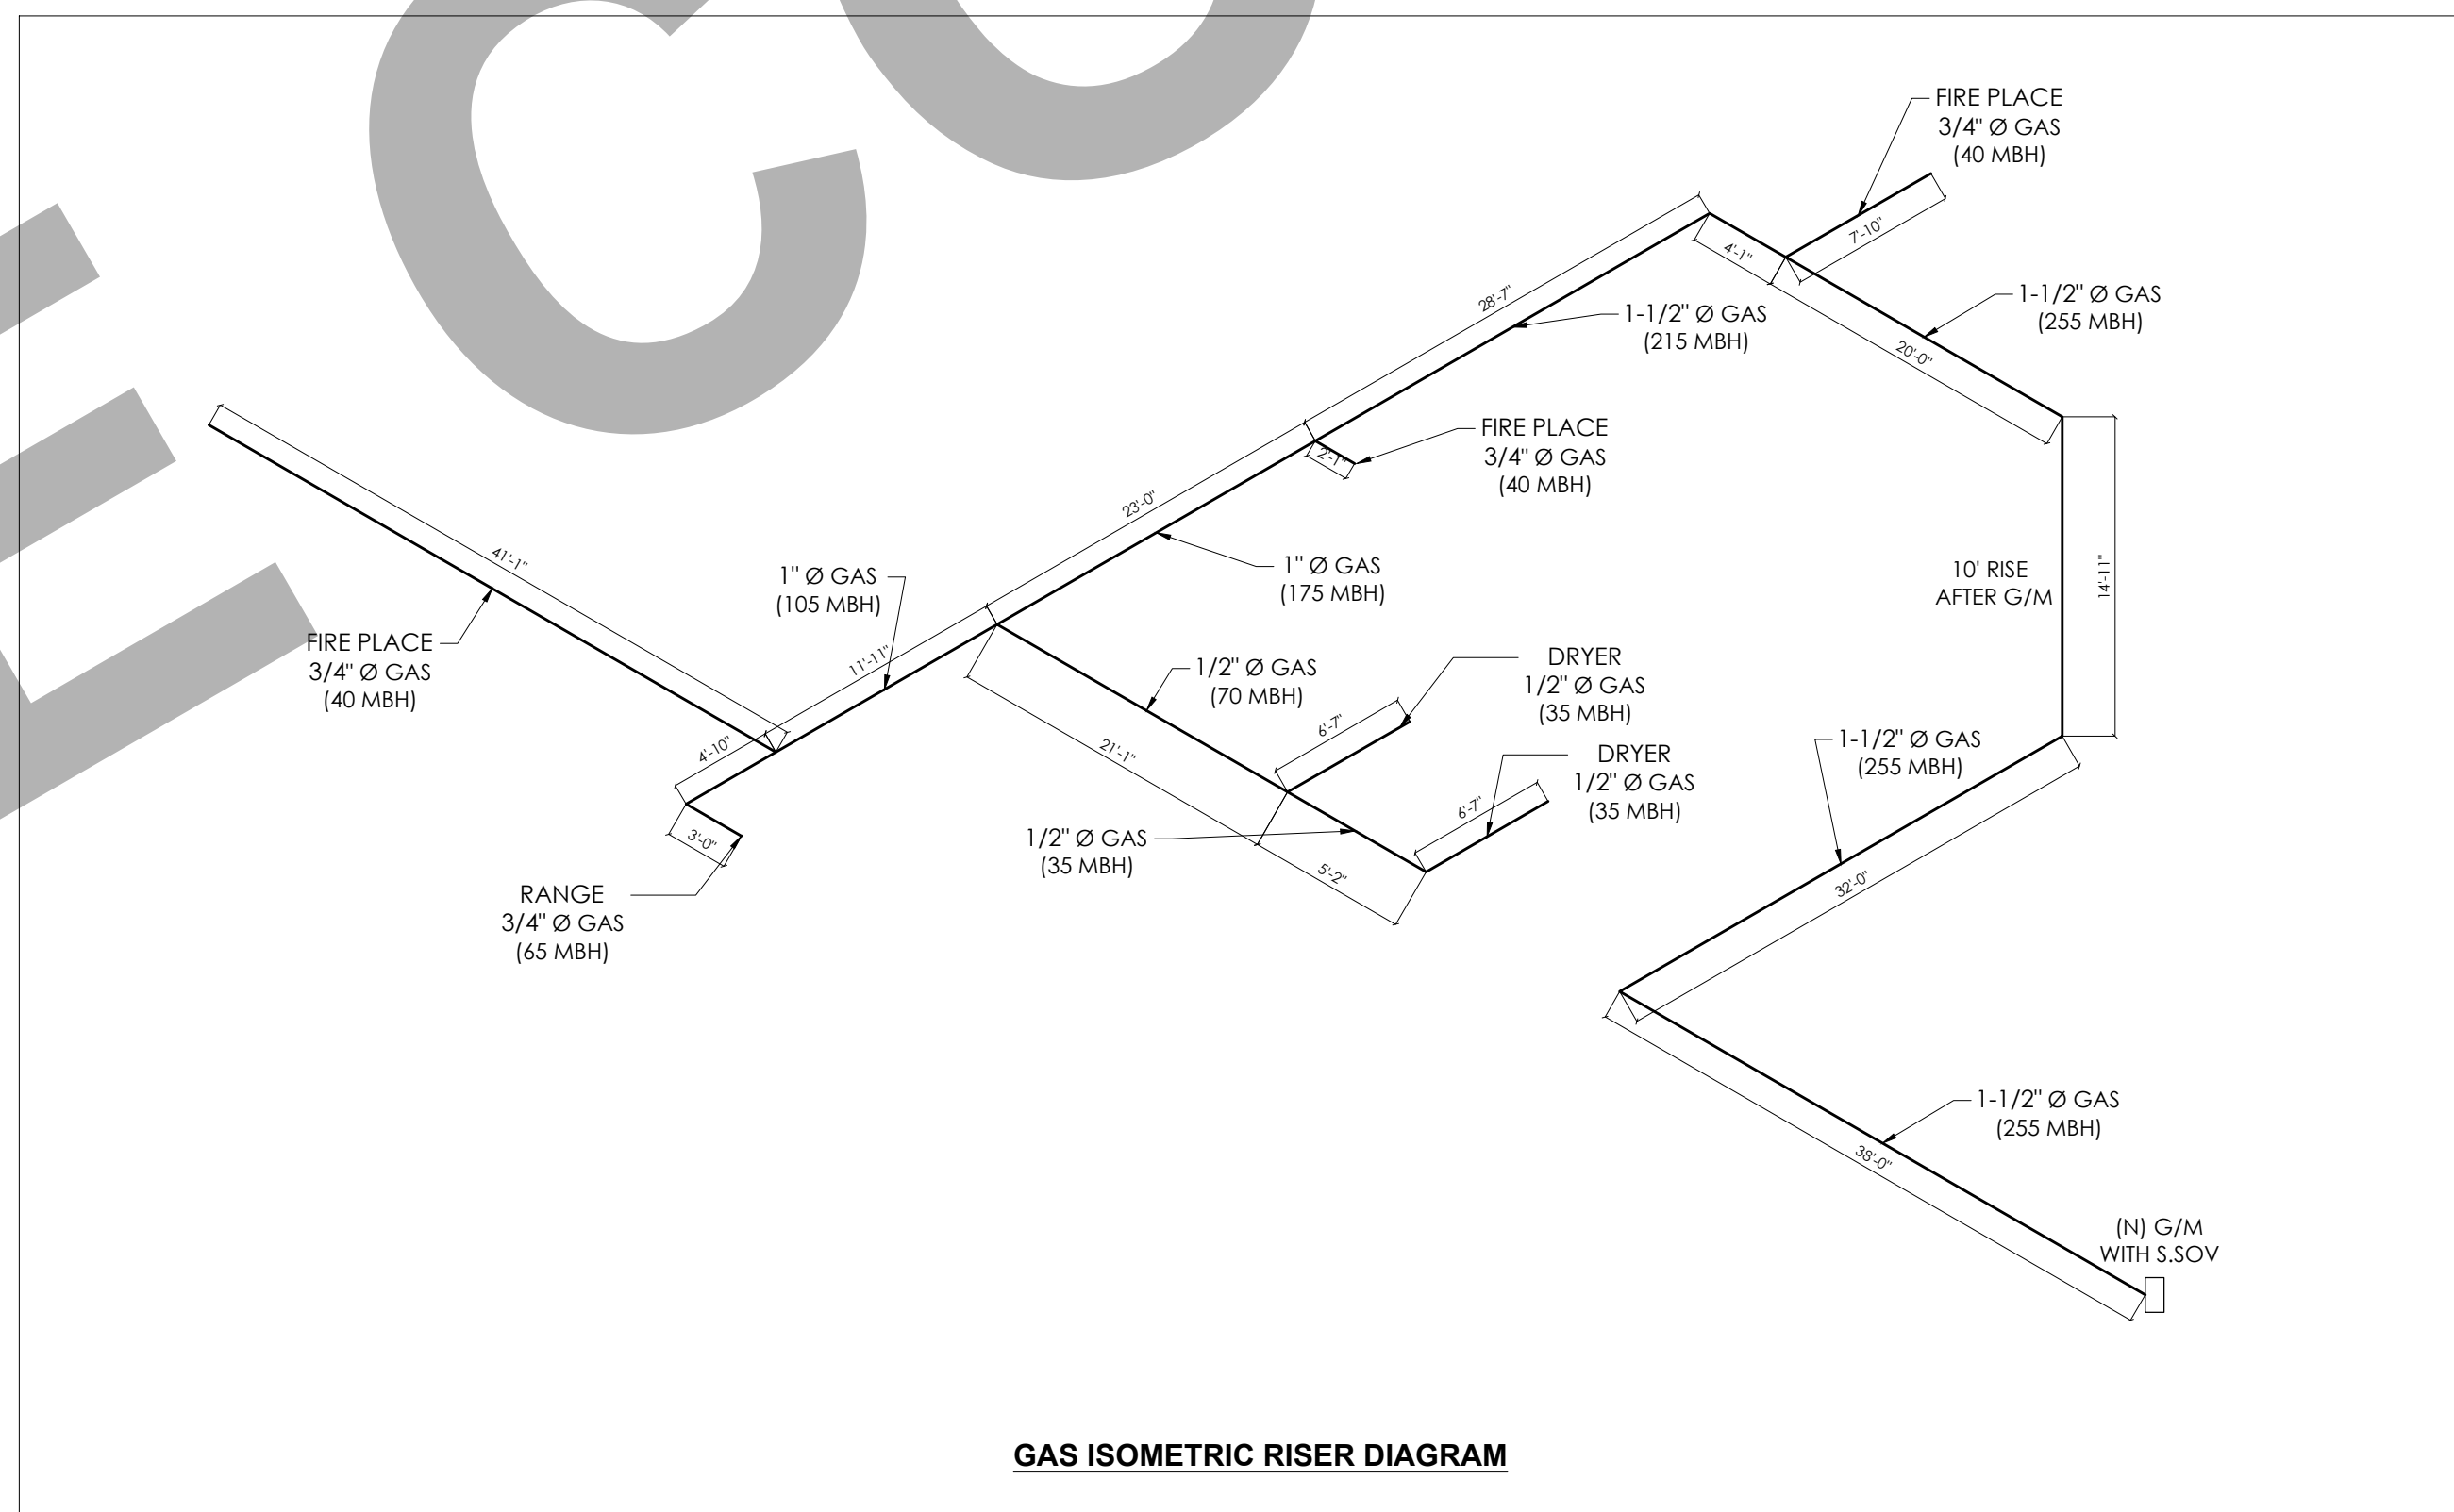 FIRE PLACE
3/4" Ø GAS
(40 MBH)
7'-10"
4'-1"
1-1/2" Ø GAS
(255 MBH)
20'-0"
28'-7"
1-1/2" Ø GAS
(215 MBH)
FIRE PLACE
3/4" Ø GAS
(40 MBH)
2'-1"
23'-0"
1" Ø GAS
(175 MBH)
10' RISE
AFTER G/M
14'-11"
41'-1"
1" Ø GAS
(105 MBH)
11'-11"
FIRE PLACE
3/4" Ø GAS
(40 MBH)
1/2" Ø GAS
(70 MBH)
DRYER
1/2" Ø GAS
(35 MBH)
6'-7"
21'-1"
4'-10"
DRYER
1/2" Ø GAS
(35 MBH)
6'-7"
1-1/2" Ø GAS
(255 MBH)
3'-0"
1/2" Ø GAS
(35 MBH)
5'-2"
32'-0"
RANGE
3/4" Ø GAS
(65 MBH)
1-1/2" Ø GAS
(255 MBH)
38'-0"
(N) G/M
WITH S.SOV
GAS ISOMETRIC RISER DIAGRAM